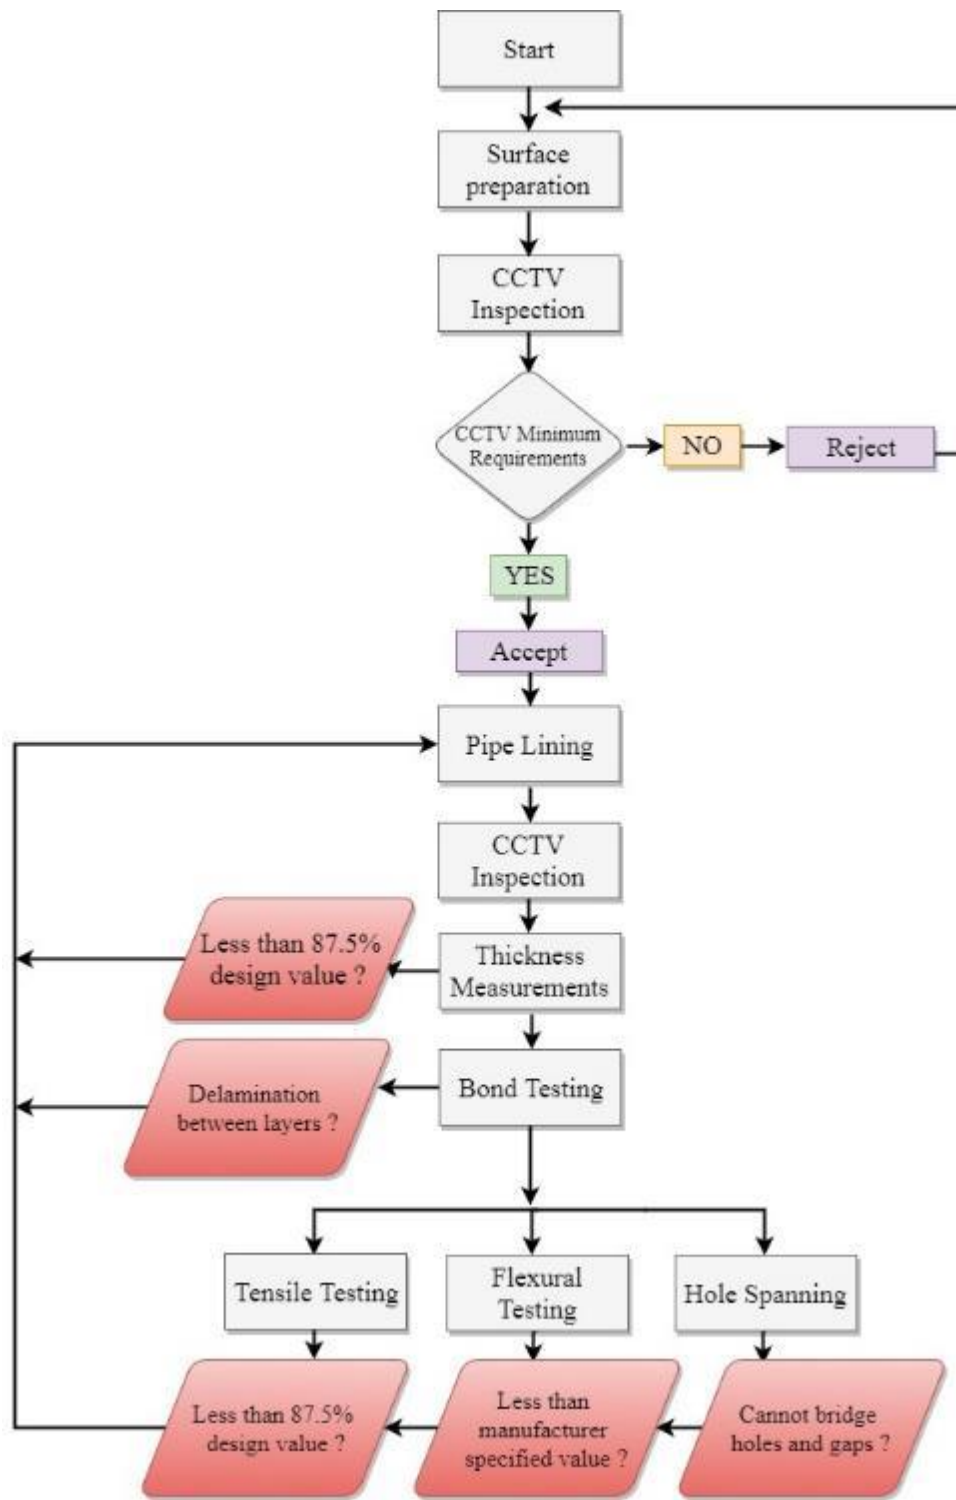 Start
Surface
preparation
CCTV
Inspection
CCTV Minimum
Requirements
NO
Reject
YES
Accept
Pipe Lining
CCTV
Inspection
Less than 87.5%
design value ?
Thickness
Measurements
Delamination
between layers ?
Bond Testing
Tensile Testing
Flexural
Testing
Hole Spanning
Less than 87.5%
design value ?
Less than
manufacturer
specified value ?
Cannot bridge
holes and gaps ?